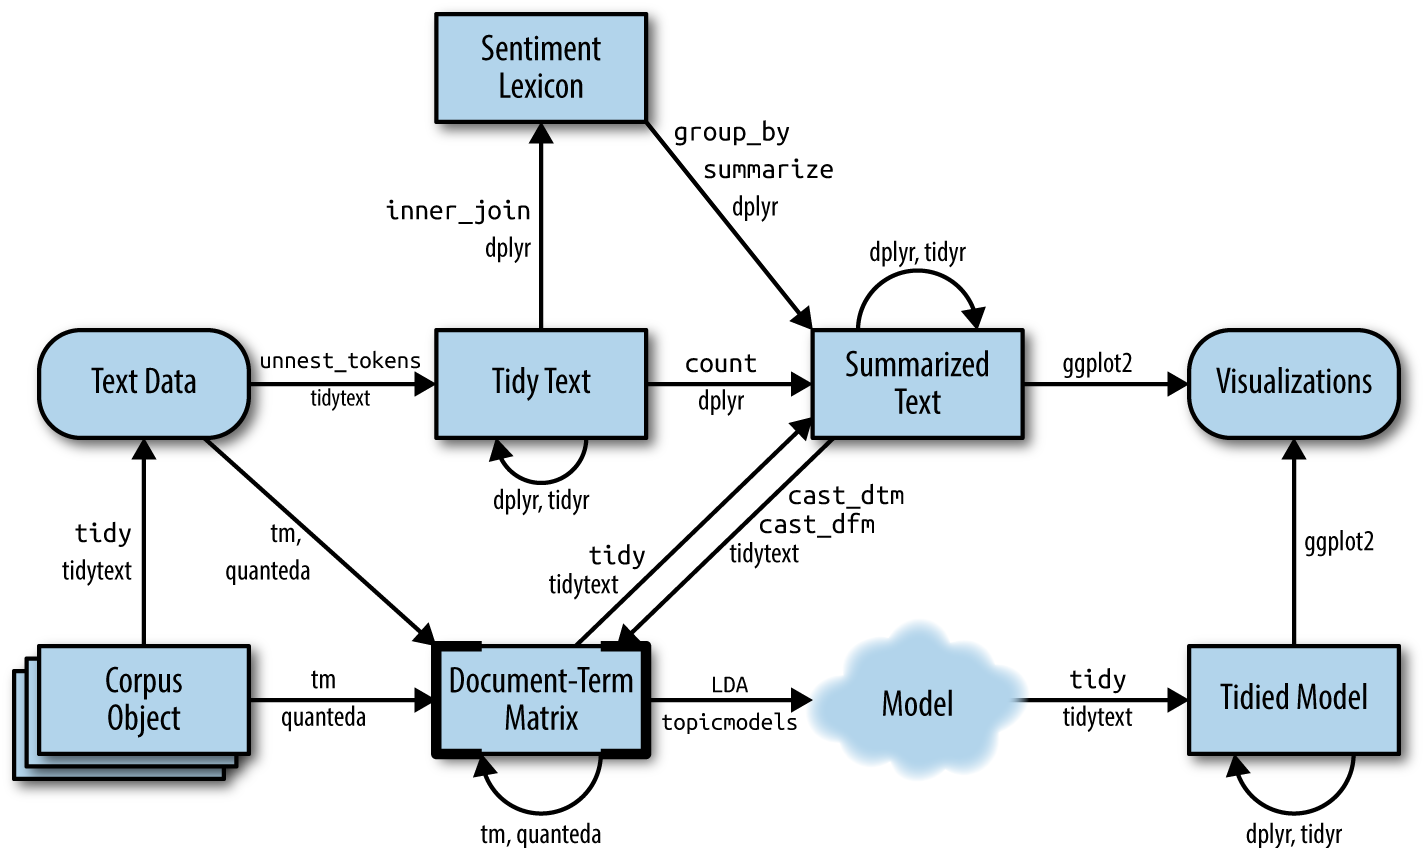 Sentiment
Lexicon
group_by
summarize
dplyr
inner_join
dplyr
dplyr, tidyr
Text Data
unnest_tokens
tidytext
Tidy Text
count
dplyr
Summarized
Text
ggplot2
Visualizations
dplyr, tidyr
tidy
tidytext
tm,
quanteda
tidy
tidytext
cast_dtm
cast_dfm
tidytext
ggplot2
Corpus
Object
tm
quanteda
Document-Term
Matrix
LDA
topicmodels
Model
tidy
tidytext
Tidied Model
tm, quanteda
dplyr, tidyr